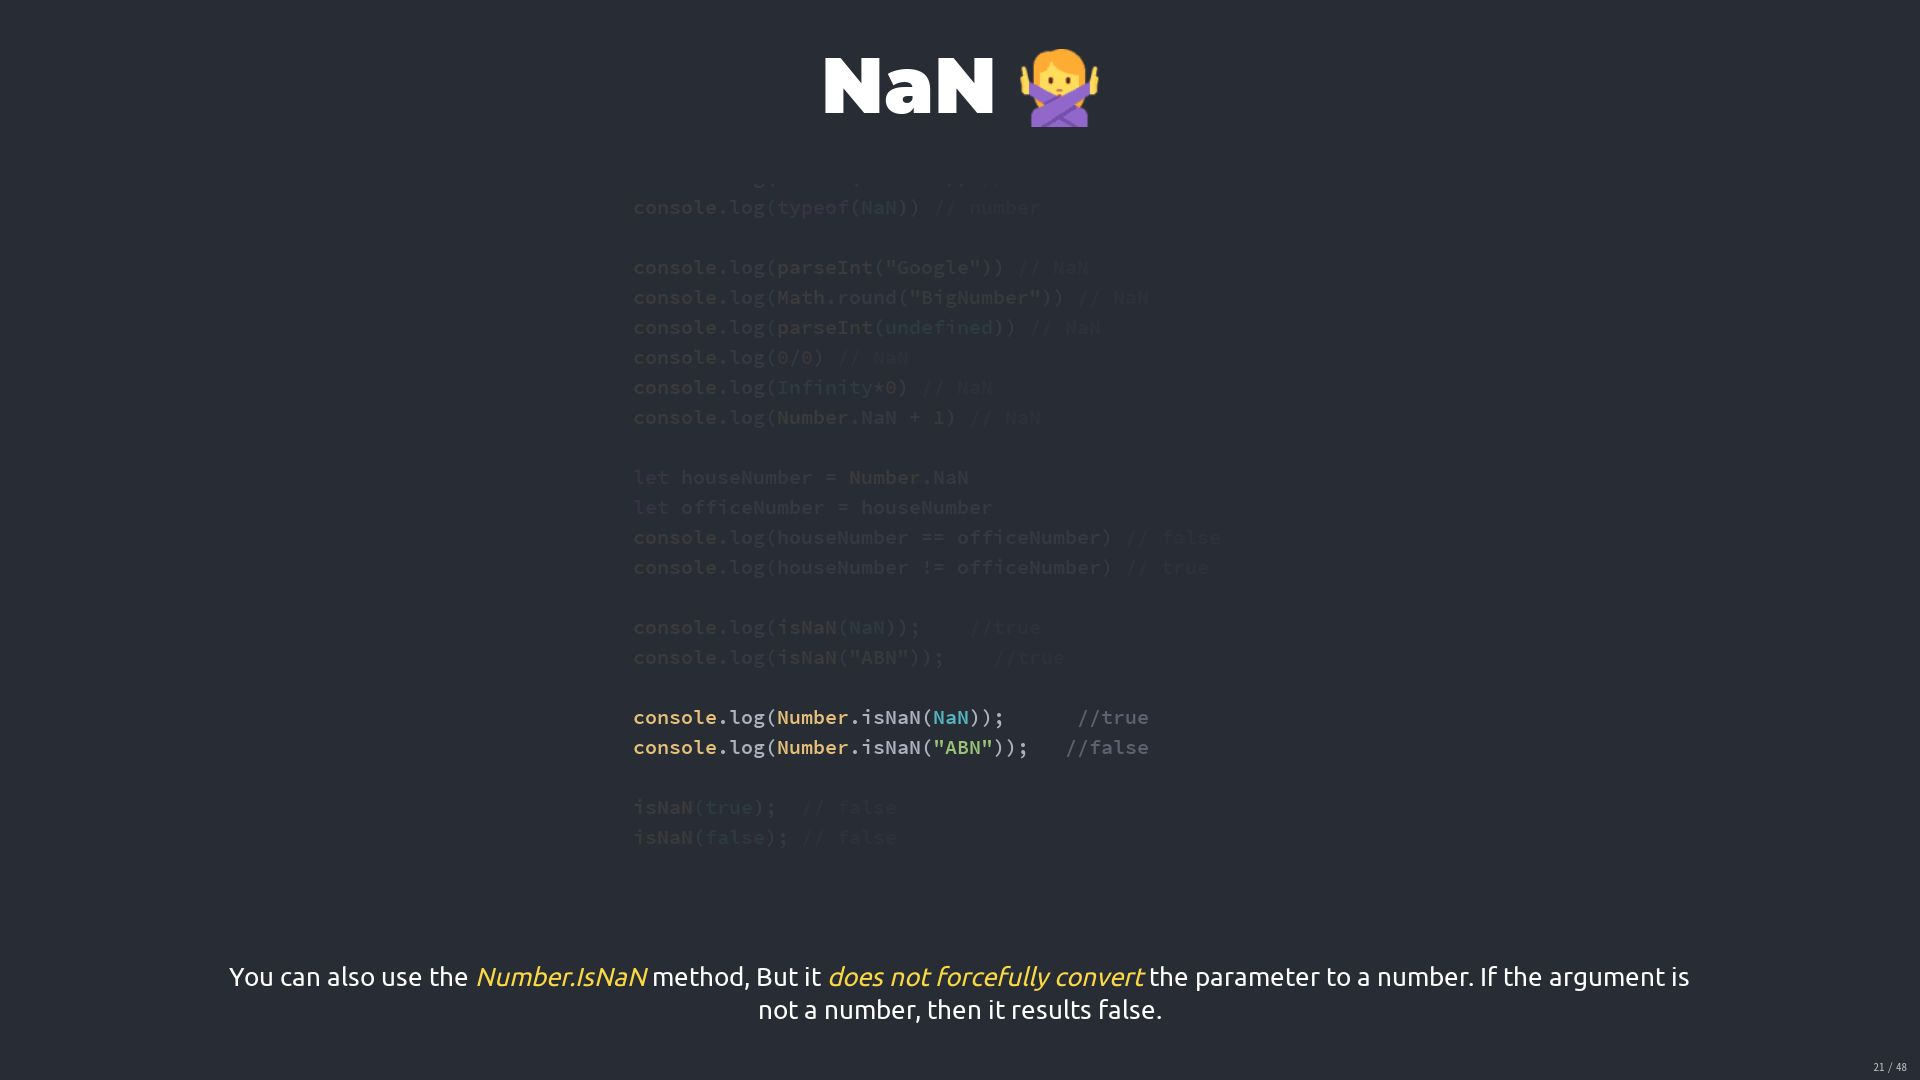 NaN
console.log(typeof(NaN)) // number
console.log(parseInt("Google")) // NaN
console.log(Math.round("BigNumber")) // NaN
console.log(parseInt(undefined)) // NaN
console.log(0/0) // NaN
console.log(Infinity*0) // NaN
console.log(Number.NaN + 1) // NaN
let houseNumber = Number.NaN
let officeNumber = houseNumber
console.log(houseNumber == officeNumber) // false
console.log(houseNumber != officeNumber) // true
console.log(isNaN(NaN));    //true
console.log(isNaN("ABN"));    //true
console.log(Number.isNaN(NaN));      //true
console.log(Number.isNaN("ABN"));   //false
isNaN(true);  // false
isNaN(false); // false
You can also use the Number.IsNaN method, But it does not forcefully convert the parameter to a number. If the argument is
not a number, then it results false.
21 / 48